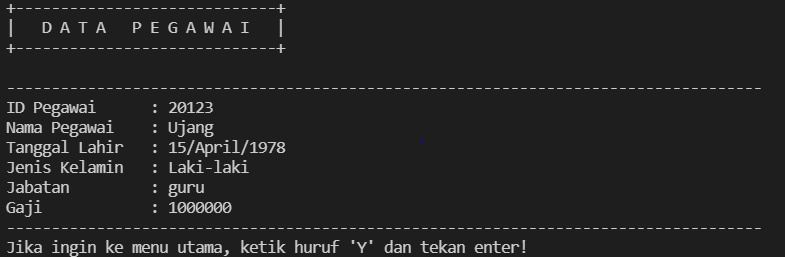 +-----------------------------+
|   D A T A   P E G A W A I   |
+-----------------------------+
------------------------------------------------------------------------------------
ID Pegawai      : 20123
Nama Pegawai    : Ujang
Tanggal Lahir   : 15/April/1978
Jenis Kelamin   : Laki-laki
Jabatan         : guru
Gaji            : 1000000
------------------------------------------------------------------------------------
Jika ingin ke menu utama, ketik huruf 'Y' dan tekan enter!